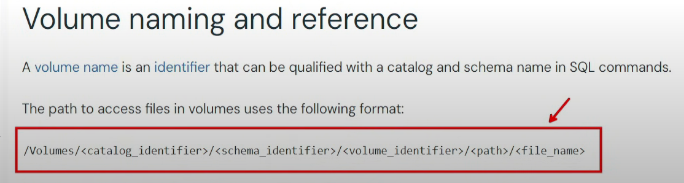 Volume naming and reference
A volume name is an identifier that can be qualified with a catalog and schema name in SQL commands.
The path to access files in volumes uses the following format:
/Volumes/<catalog_identifier>/<schema_identifier>/<volume_identifier>/<path>/<file_name>